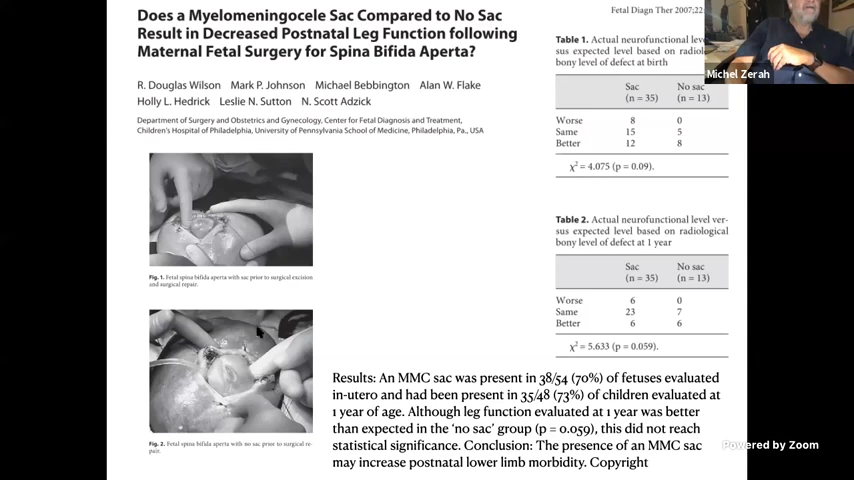 Does a Myelomeningocele Sac Compared to No Sac
Result in Decreased Postnatal Leg Function following
Maternal Fetal Surgery for Spina Bifida Aperta?
R. Douglas Wilson Mark P. Johnson Michael Bebbington Alan W. Flake
Holly L. Hedrick Leslie N. Sutton N. Scott Adzick
Department of Surgery and Obstetrics and Gynecology, Center for Fetal Diagnosis and Treatment,
Children's Hospital of Philadelphia, University of Pennsylvania School of Medicine, Philadelphia, Pa., USA
Fig. 1. Fetal spina bifida aperta with sac prior to surgical excision
and surgical repair.
Fig. 2. Fetal spina bifida aperta with no sac prior to surgical re-
pair.
Fetal Diagn Ther 2007;22
Table 1. Actual neurofunctional
sus expected level based on
bony level of defect at birth
Sac No sac
(n = 35) (n = 13)
Worse 8 0
Same 15 5
Better 12 8
χ2 = 4.075 (p = 0.09).
Table 2. Actual neurofunctional level ver-
sus expected level based on radiological
bony level of defect at 1 year
Sac No sac
(n = 35) (n = 13)
Worse 6 0
Same 23 7
Better 6 6
χ2 = 5.633 (p = 0.059).
Results: An MMC sac was present in 38/54 (70%) of fetuses evaluated
in-utero and had been present in 35/48 (73%) of children evaluated at
1 year of age. Although leg function evaluated at 1 year was better
than expected in the 'no sac' group (p = 0.059), this did not reach
statistical significance. Conclusion: The presence of an MMC sac
may increase postnatal lower limb morbidity. Copyright
Michel Zerah
Powered by Zoom